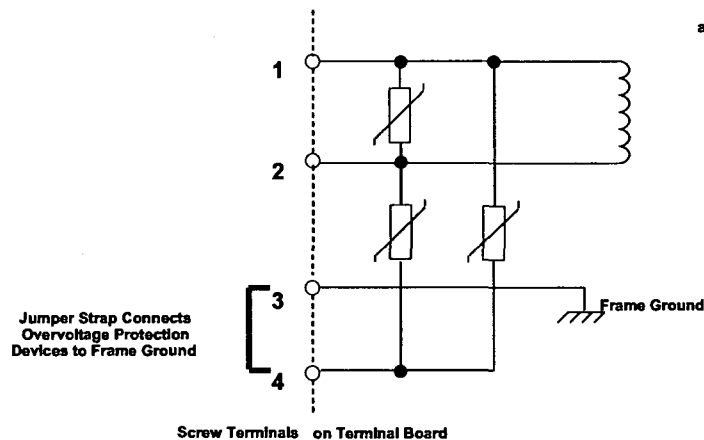 a
1
2
3
Frame Ground
Jumper Strap Connects
Overvoltage Protection
Devices to Frame Ground
4
Screw Terminals on Terminal Board